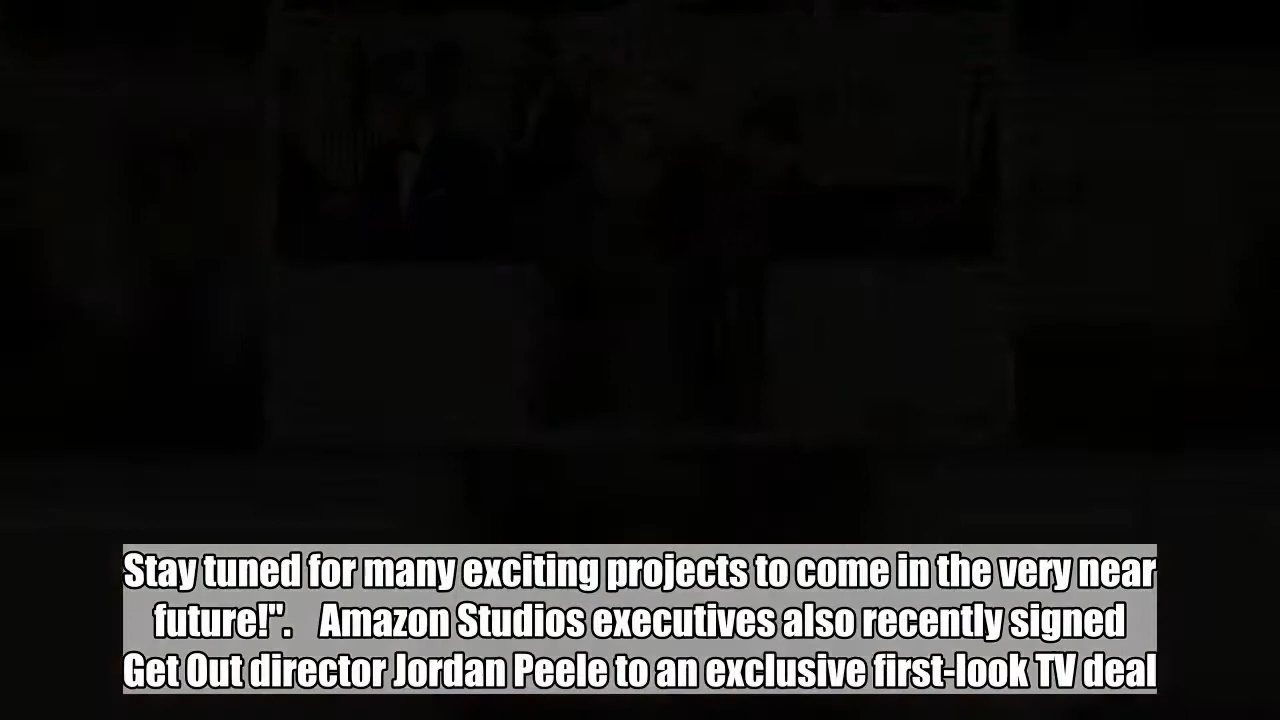 Stay tuned for many exciting projects to come in the very near
future!".    Amazon Studios executives also recently signed
Get Out director Jordan Peele to an exclusive first-look TV deal